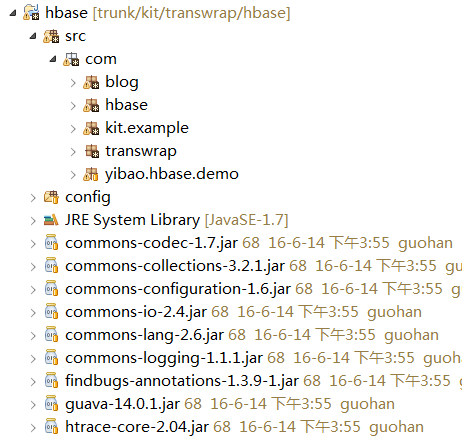 hbase [trunk/kit/transwrap/hbase]
src
com
blog
hbase
kit.example
transwrap
yibao.hbase.demo
config
JRE System Library [JavaSE-1.7]
commons-codec-1.7.jar 68 16-6-14 下午3:55 guohan
commons-collections-3.2.1.jar 68 16-6-14 下午3:55 gu
commons-configuration-1.6.jar 68 16-6-14 下午3:55 g
commons-io-2.4.jar 68 16-6-14 下午3:55 guohan
commons-lang-2.6.jar 68 16-6-14 下午3:55 guohan
commons-logging-1.1.1.jar 68 16-6-14 下午3:55 guoha
findbugs-annotations-1.3.9-1.jar 68 16-6-14 下午3:55
guava-14.0.1.jar 68 16-6-14 下午3:55 guohan
htrace-core-2.04.jar 68 16-6-14 下午3:55 guohan